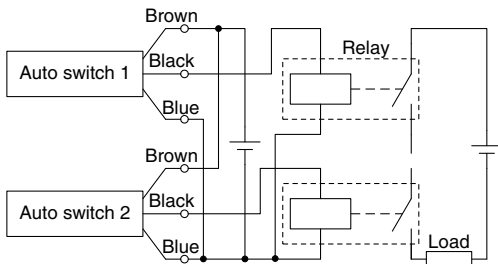 Brown
Auto switch 1
Black
Blue
Relay
Brown
Auto switch 2
Black
Blue
Load